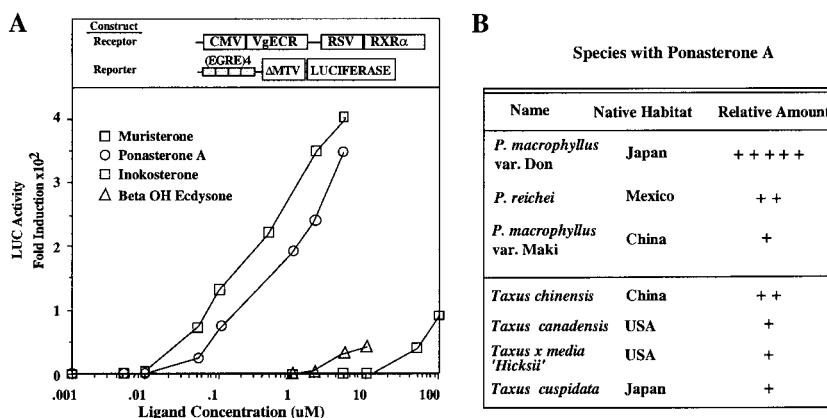 A
Construct
Receptor
CMV VgECR RSV RXRα
Reporter
(EGRE)4
ΔMTV LUCIFERASE
LUC Activity
Fold Induction x10²
4
3
2
1
0
Muristerone
Ponasterone A
Inokosterone
Beta OH Ecdysone
.001 .01 .1 1 10 100
Ligand Concentration (uM)
B
Species with Ponasterone A
Name Native Habitat Relative Amount
P. macrophyllus
var. Don Japan + + + + +
P. reichei Mexico + +
P. macrophyllus
var. Maki China +
Taxus chinensis China + +
Taxus canadensis USA +
Taxus x media
'Hicksii' USA +
Taxus cuspidata Japan +